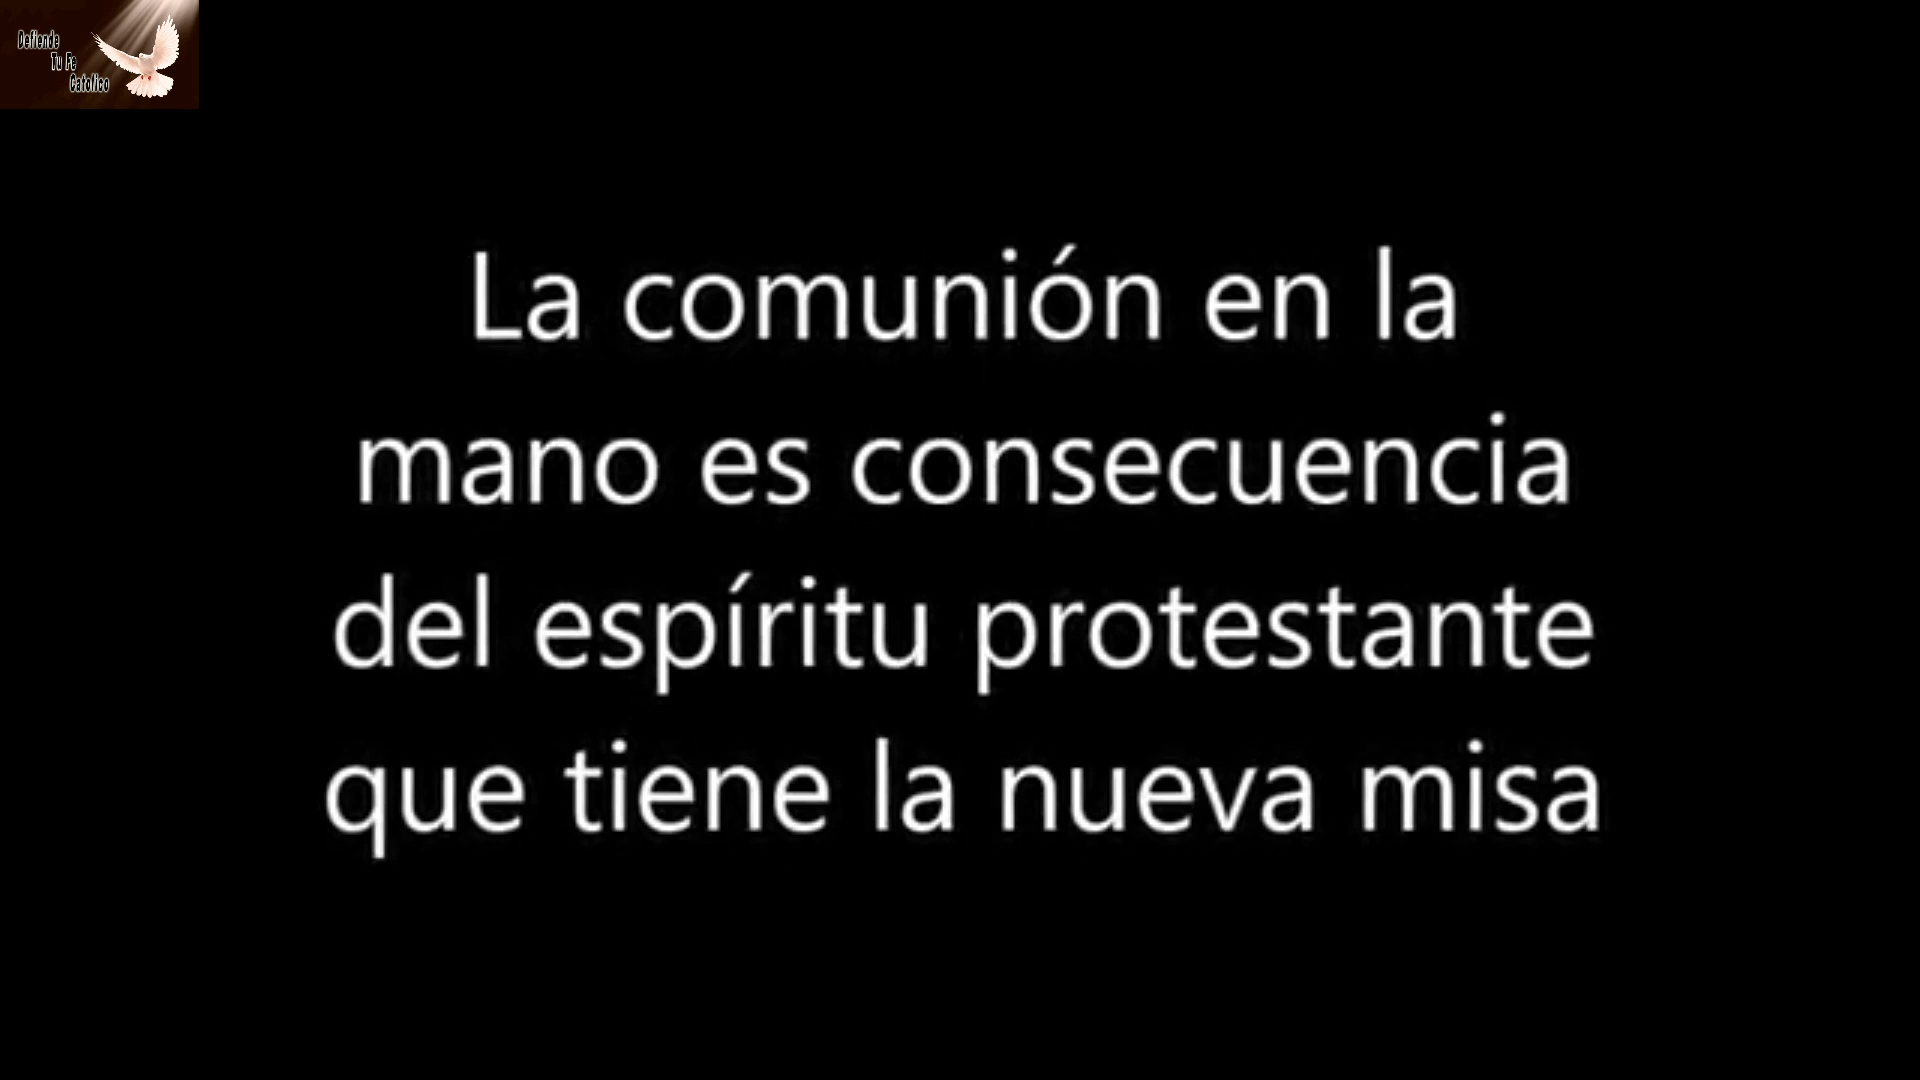 Defiende
Tu Fe
Catolico
La comunión en la
mano es consecuencia
del espíritu protestante
que tiene la nueva misa